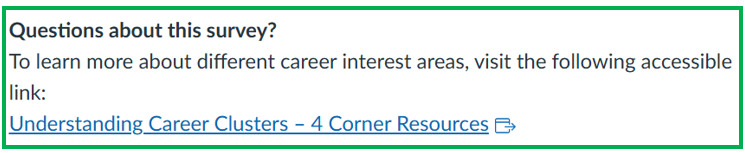 Questions about this survey?
To learn more about different career interest areas, visit the following accessible
link:
Understanding Career Clusters – 4 Corner Resources